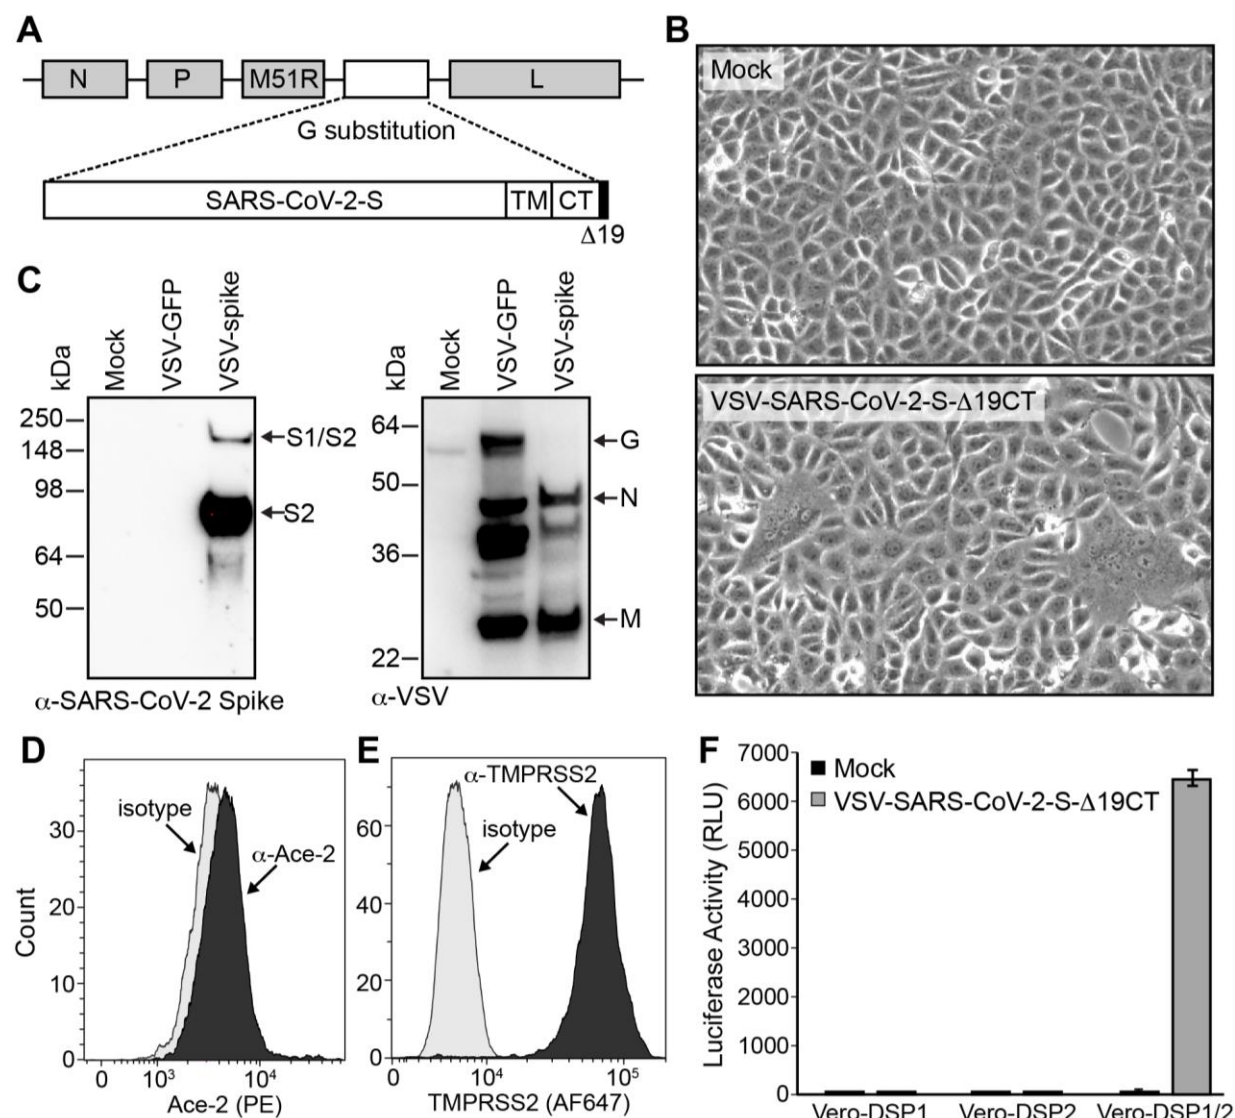 A
N P M51R L
G substitution
SARS-CoV-2-S TM CT
Δ19
B
Mock
VSV-SARS-CoV-2-S-Δ19CT
C
kDa Mock VSV-GFP VSV-spike
250
148
98
64
50
S1/S2
S2
α-SARS-CoV-2 Spike
kDa Mock VSV-GFP VSV-spike
64
50
36
22
G
N
M
α-VSV
D
Count
30
20
10
0
isotype
α-Ace-2
0 10³ 10⁴
Ace-2 (PE)
E
60
40
20
0
α-TMPRSS2
isotype
0 10⁴ 10⁵
TMPRSS2 (AF647)
F
Luciferase Activity (RLU)
7000
6000
5000
4000
3000
2000
1000
0
Mock
VSV-SARS-CoV-2-S-Δ19CT
Vero-DSP1 Vero-DSP2 Vero-DSP1/2